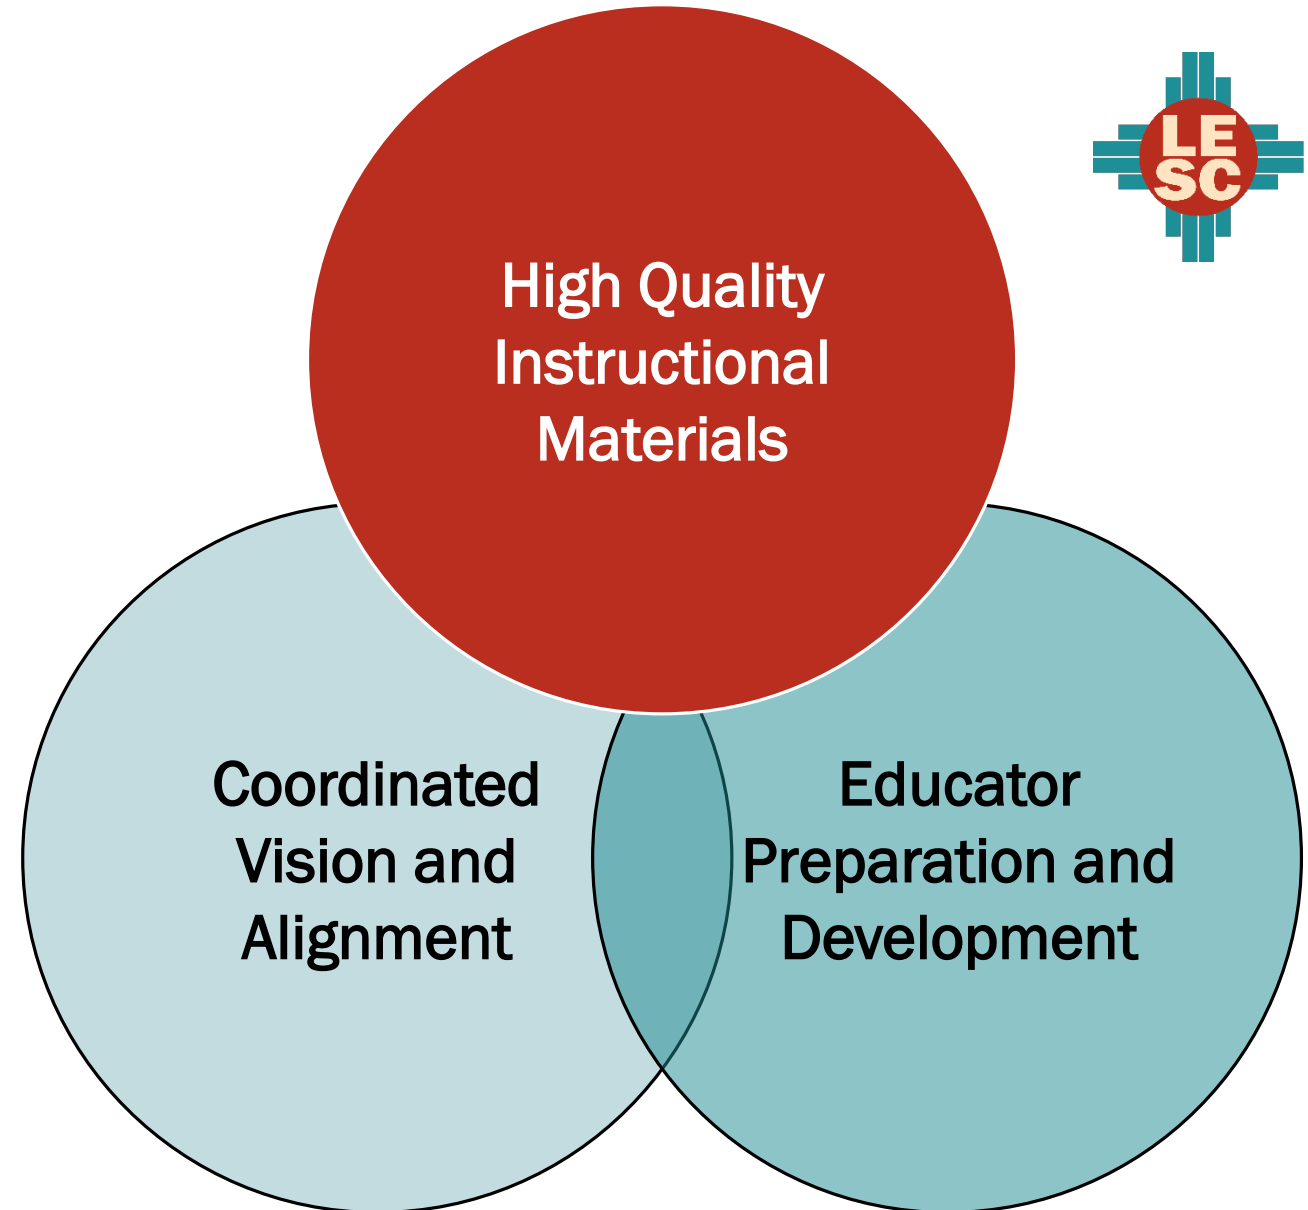 LE
SC
High Quality
Instructional
Materials
Coordinated
Vision and
Alignment
Educator
Preparation and
Development